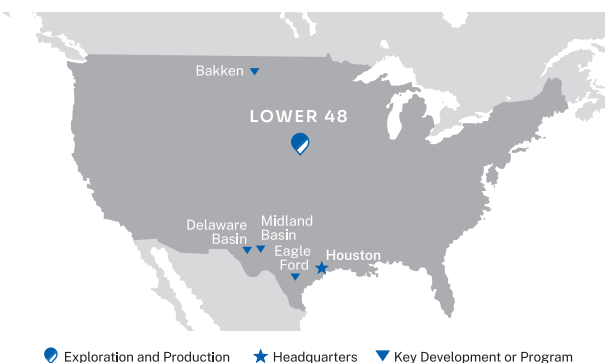 Bakken
LOWER 48
Delaware
Basin
Midland
Basin
Eagle
Ford
Houston
Exploration and Production
Headquarters
Key Development or Program